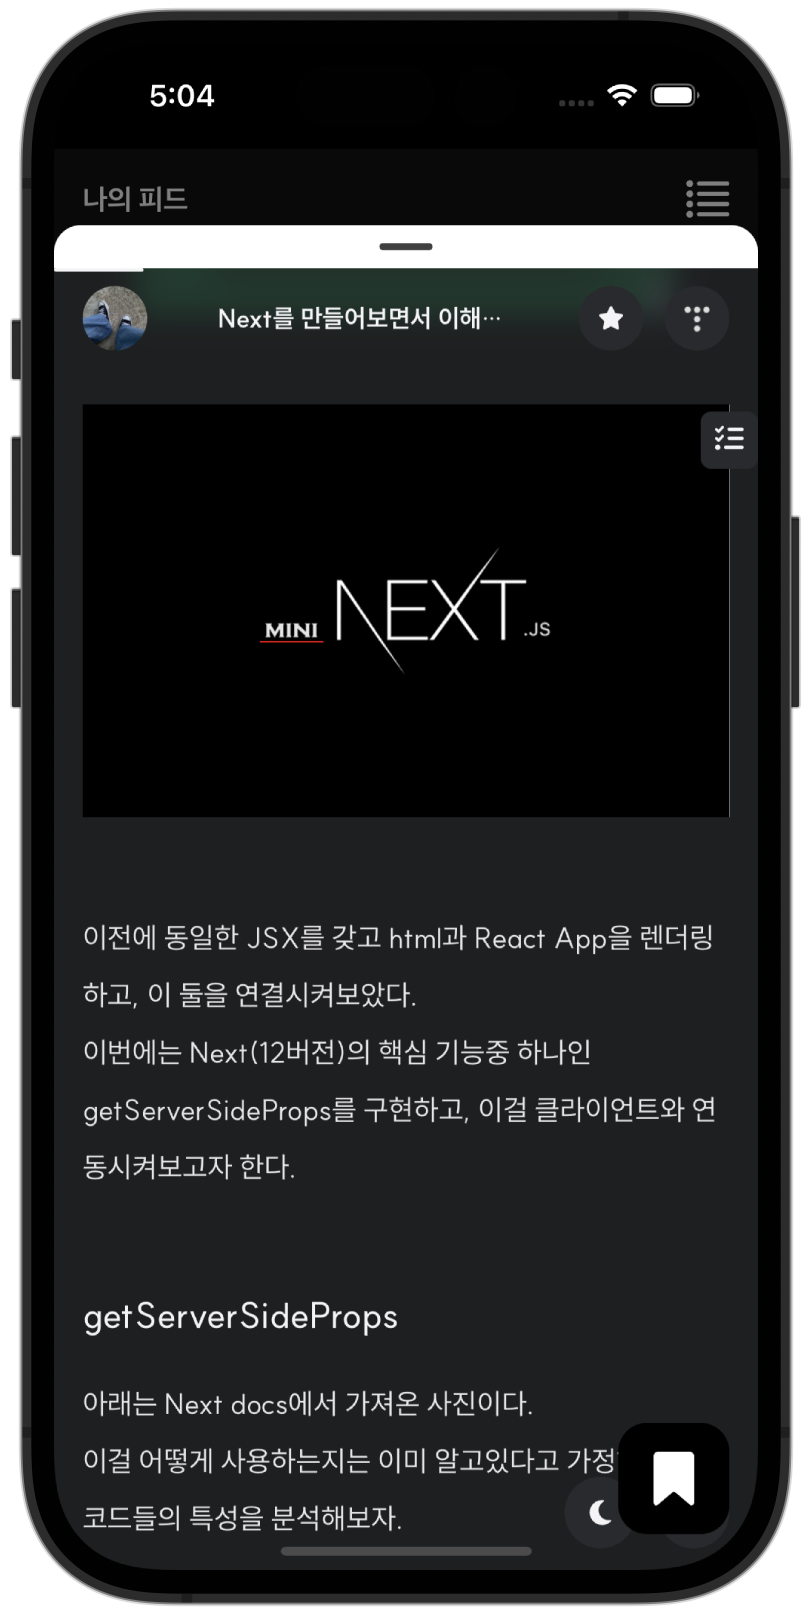 5:04
나의 피드
Next를 만들어보면서 이해…
MINI NEXT.JS
이전에 동일한 JSX를 갖고 html과 React App을 렌더링
하고, 이 둘을 연결시켜보았다.
이번에는 Next(12버전)의 핵심 기능중 하나인
getServerSideProps를 구현하고, 이걸 클라이언트와 연
동시켜보고자 한다.
getServerSideProps
아래는 Next docs에서 가져온 사진이다.
이걸 어떻게 사용하는지는 이미 알고있다고 가정
코드들의 특성을 분석해보자.